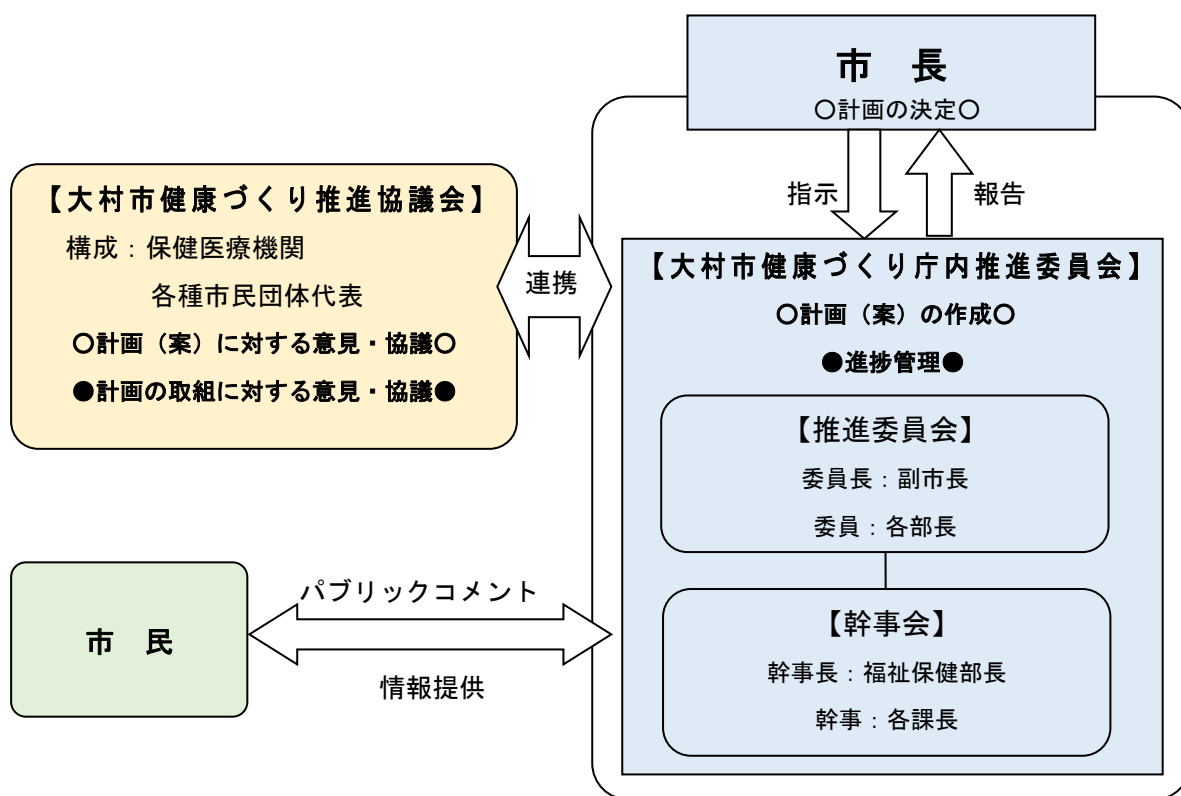 市　長
〇計画の決定〇
指示
報告
【大村市健康づくり推進協議会】
構成：保健医療機関
各種市民団体代表
〇計画（案）に対する意見・協議〇
●計画の取組に対する意見・協議●
連携
【大村市健康づくり庁内推進委員会】
〇計画（案）の作成〇
●進捗管理●
【推進委員会】
委員長：副市長
委員：各部長
【幹事会】
幹事長：福祉保健部長
幹事：各課長
市　民
パブリックコメント
情報提供